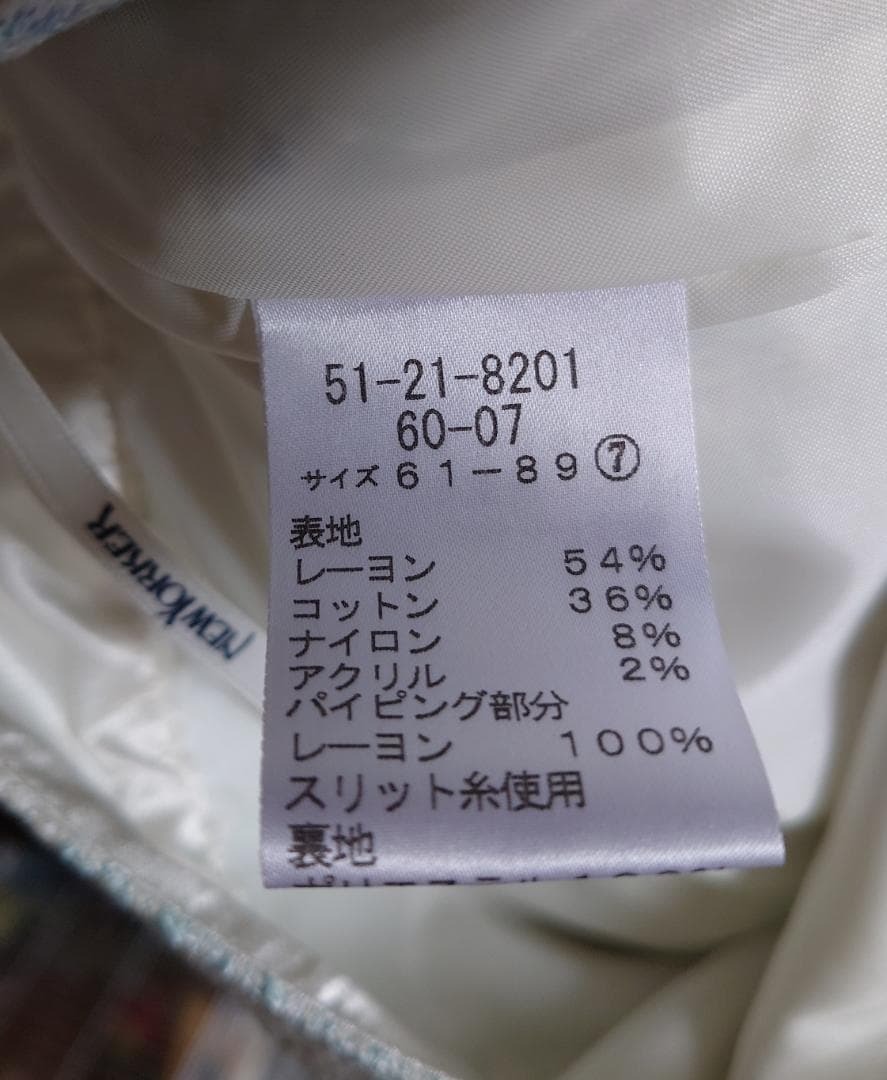 51-21-8201
60-07
サイズ 61-89 ⑦
表地
レーヨン 54%
コットン 36%
ナイロン 8%
アクリル 2%
パイピング部分
レーヨン 100%
スリット糸使用
裏地
NEWYORKER